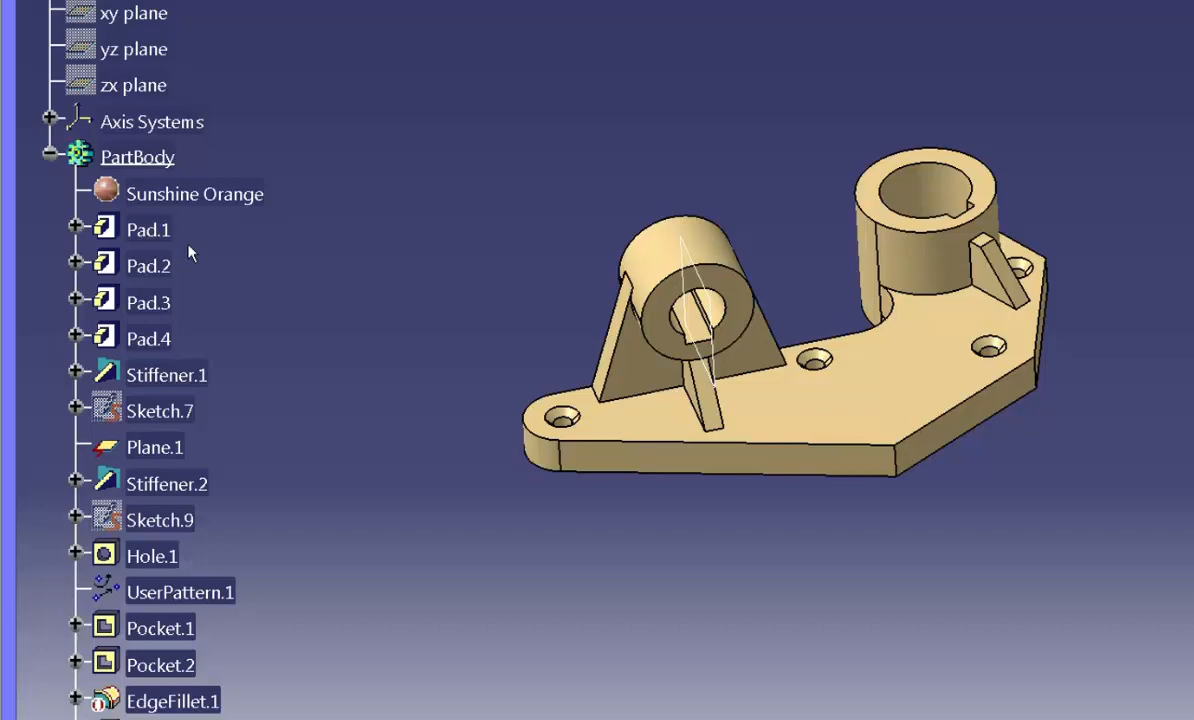 xy plane
yz plane
zx plane
Axis Systems
PartBody
Sunshine Orange
Pad.1
Pad.2
Pad.3
Pad.4
Stiffener.1
Sketch.7
Plane.1
Stiffener.2
Sketch.9
Hole.1
UserPattern.1
Pocket.1
Pocket.2
EdgeFillet.1